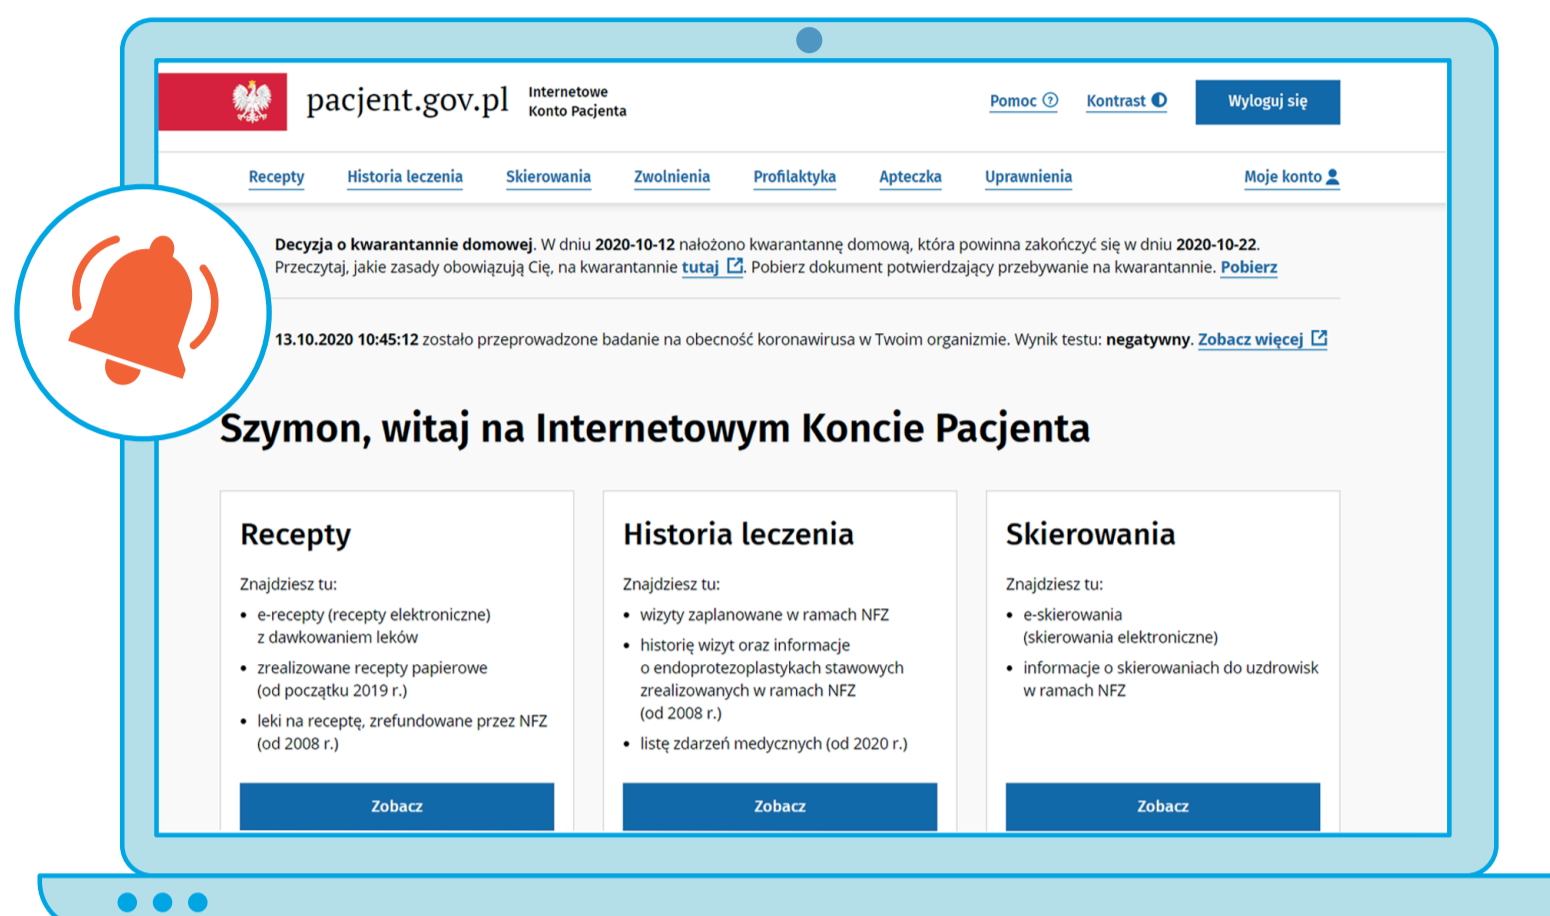 pacjent.gov.pl
Internetowe
Konto Pacjenta
Pomoc
Kontrast
Wyloguj się
Recepty
Historia leczenia
Skierowania
Zwolnienia
Profilaktyka
Apteczka
Uprawnienia
Moje konto
Decyzja o kwarantannie domowej. W dniu 2020-10-12 nałożono kwarantannę domową, która powinna zakończyć się w dniu 2020-10-22.
Przeczytaj, jakie zasady obowiązują Cię, na kwarantannie tutaj. Pobierz dokument potwierdzający przebywanie na kwarantannie. Pobierz
13.10.2020 10:45:12 zostało przeprowadzone badanie na obecność koronawirusa w Twoim organizmie. Wynik testu: negatywny. Zobacz więcej
Szymon, witaj na Internetowym Koncie Pacjenta
Recepty
Znajdziesz tu:
• e-recepty (recepty elektroniczne)
z dawkowaniem leków
• zrealizowane recepty papierowe
(od początku 2019 r.)
• leki na receptę, zrefundowane przez NFZ
(od 2008 r.)
Zobacz
Historia leczenia
Znajdziesz tu:
• wizyty zaplanowane w ramach NFZ
• historię wizyt oraz informacje
o endoprotezoplastykach stawowych
zrealizowanych w ramach NFZ
(od 2008 r.)
• listę zdarzeń medycznych (od 2020 r.)
Zobacz
Skierowania
Znajdziesz tu:
• e-skierowania
(skierowania elektroniczne)
• informacje o skierowaniach do uzdrowisk
w ramach NFZ
Zobacz